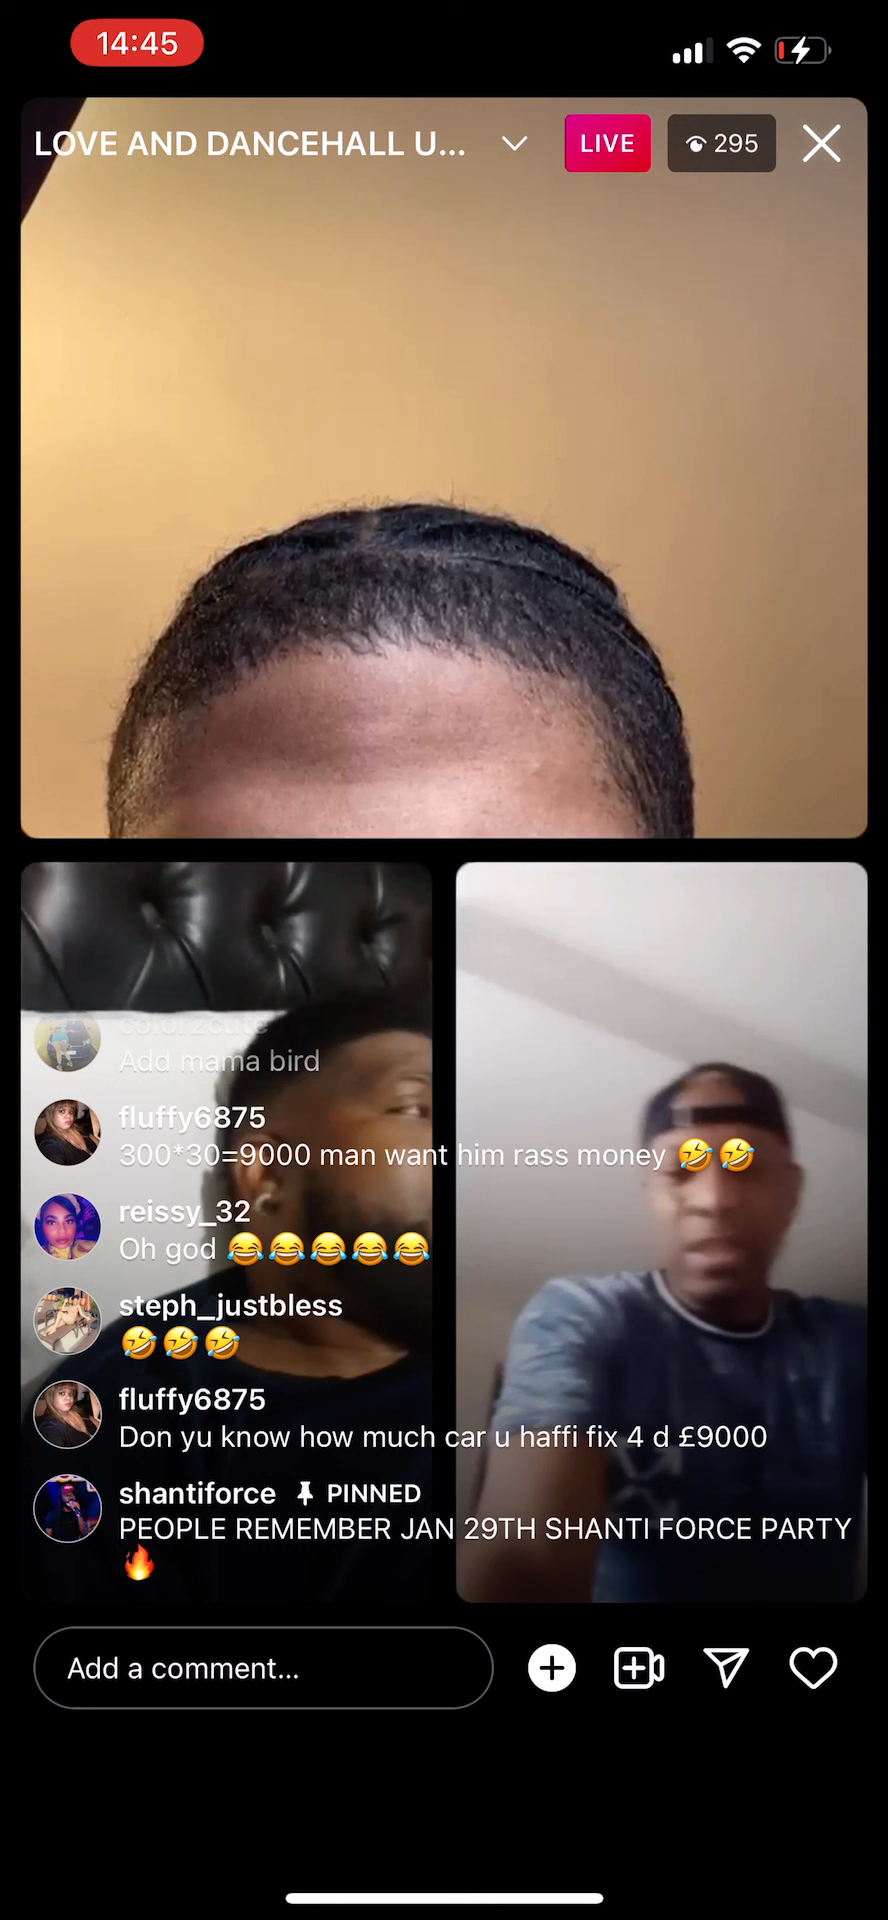 14:45
LOVE AND DANCEHALL U...
LIVE
295
color2cute
Add mama bird
fluffy6875
300*30=9000 man want him rass money 🤣🤣
reissy_32
Oh god 😂😂😂😂😂
steph_justbless
🤣🤣🤣
fluffy6875
Don yu know how much car u haffi fix 4 d £9000
shantiforce PINNED
PEOPLE REMEMBER JAN 29TH SHANTI FORCE PARTY
🔥
Add a comment...